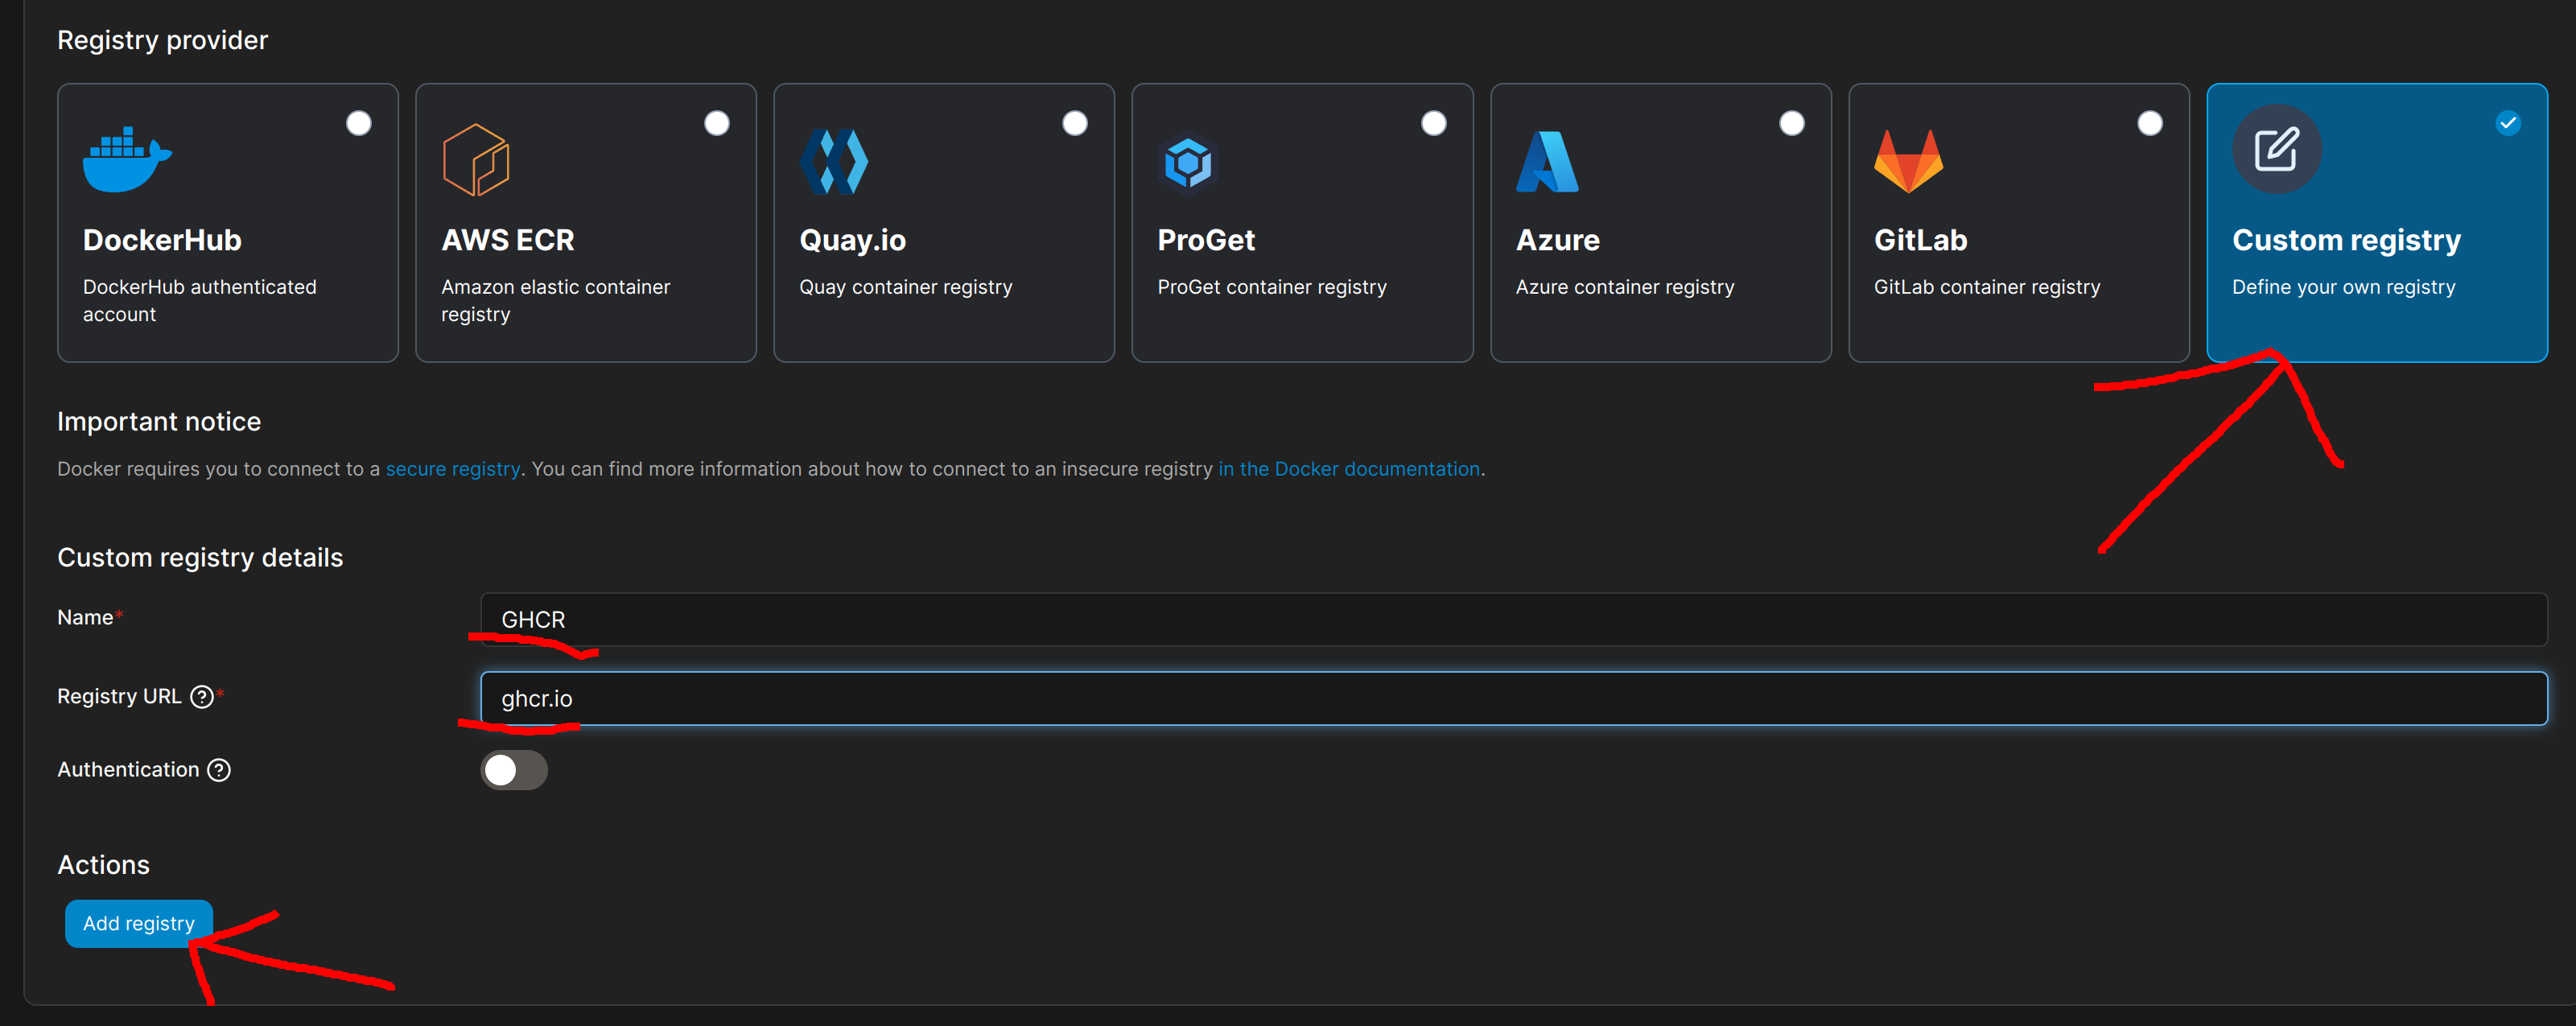 Registry provider
DockerHub
DockerHub authenticated
account
AWS ECR
Amazon elastic container
registry
Quay.io
Quay container registry
ProGet
ProGet container registry
Azure
Azure container registry
GitLab
GitLab container registry
Custom registry
Define your own registry
Important notice
Docker requires you to connect to a secure registry. You can find more information about how to connect to an insecure registry in the Docker documentation.
Custom registry details
Name*
GHCR
Registry URL ?*
ghcr.io
Authentication ?
Actions
Add registry